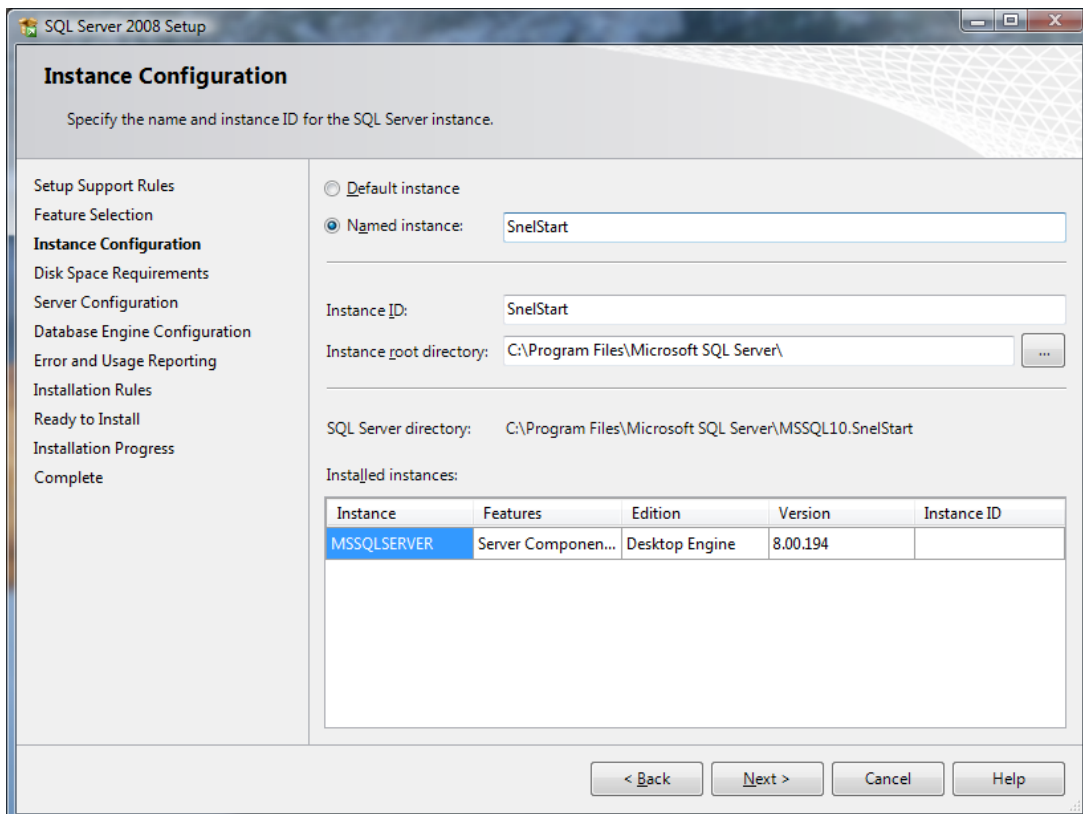 SQL Server 2008 Setup
Instance Configuration
Specify the name and instance ID for the SQL Server instance.
Setup Support Rules
Feature Selection
Instance Configuration
Disk Space Requirements
Server Configuration
Database Engine Configuration
Error and Usage Reporting
Installation Rules
Ready to Install
Installation Progress
Complete
Default instance
Named instance: SnelStart
Instance ID: SnelStart
Instance root directory: C:\Program Files\Microsoft SQL Server\ ...
SQL Server directory: C:\Program Files\Microsoft SQL Server\MSSQL10.SnelStart
Installed instances:
Instance Features Edition Version Instance ID
MSSQLSERVER Server Componen... Desktop Engine 8.00.194
< Back Next > Cancel Help